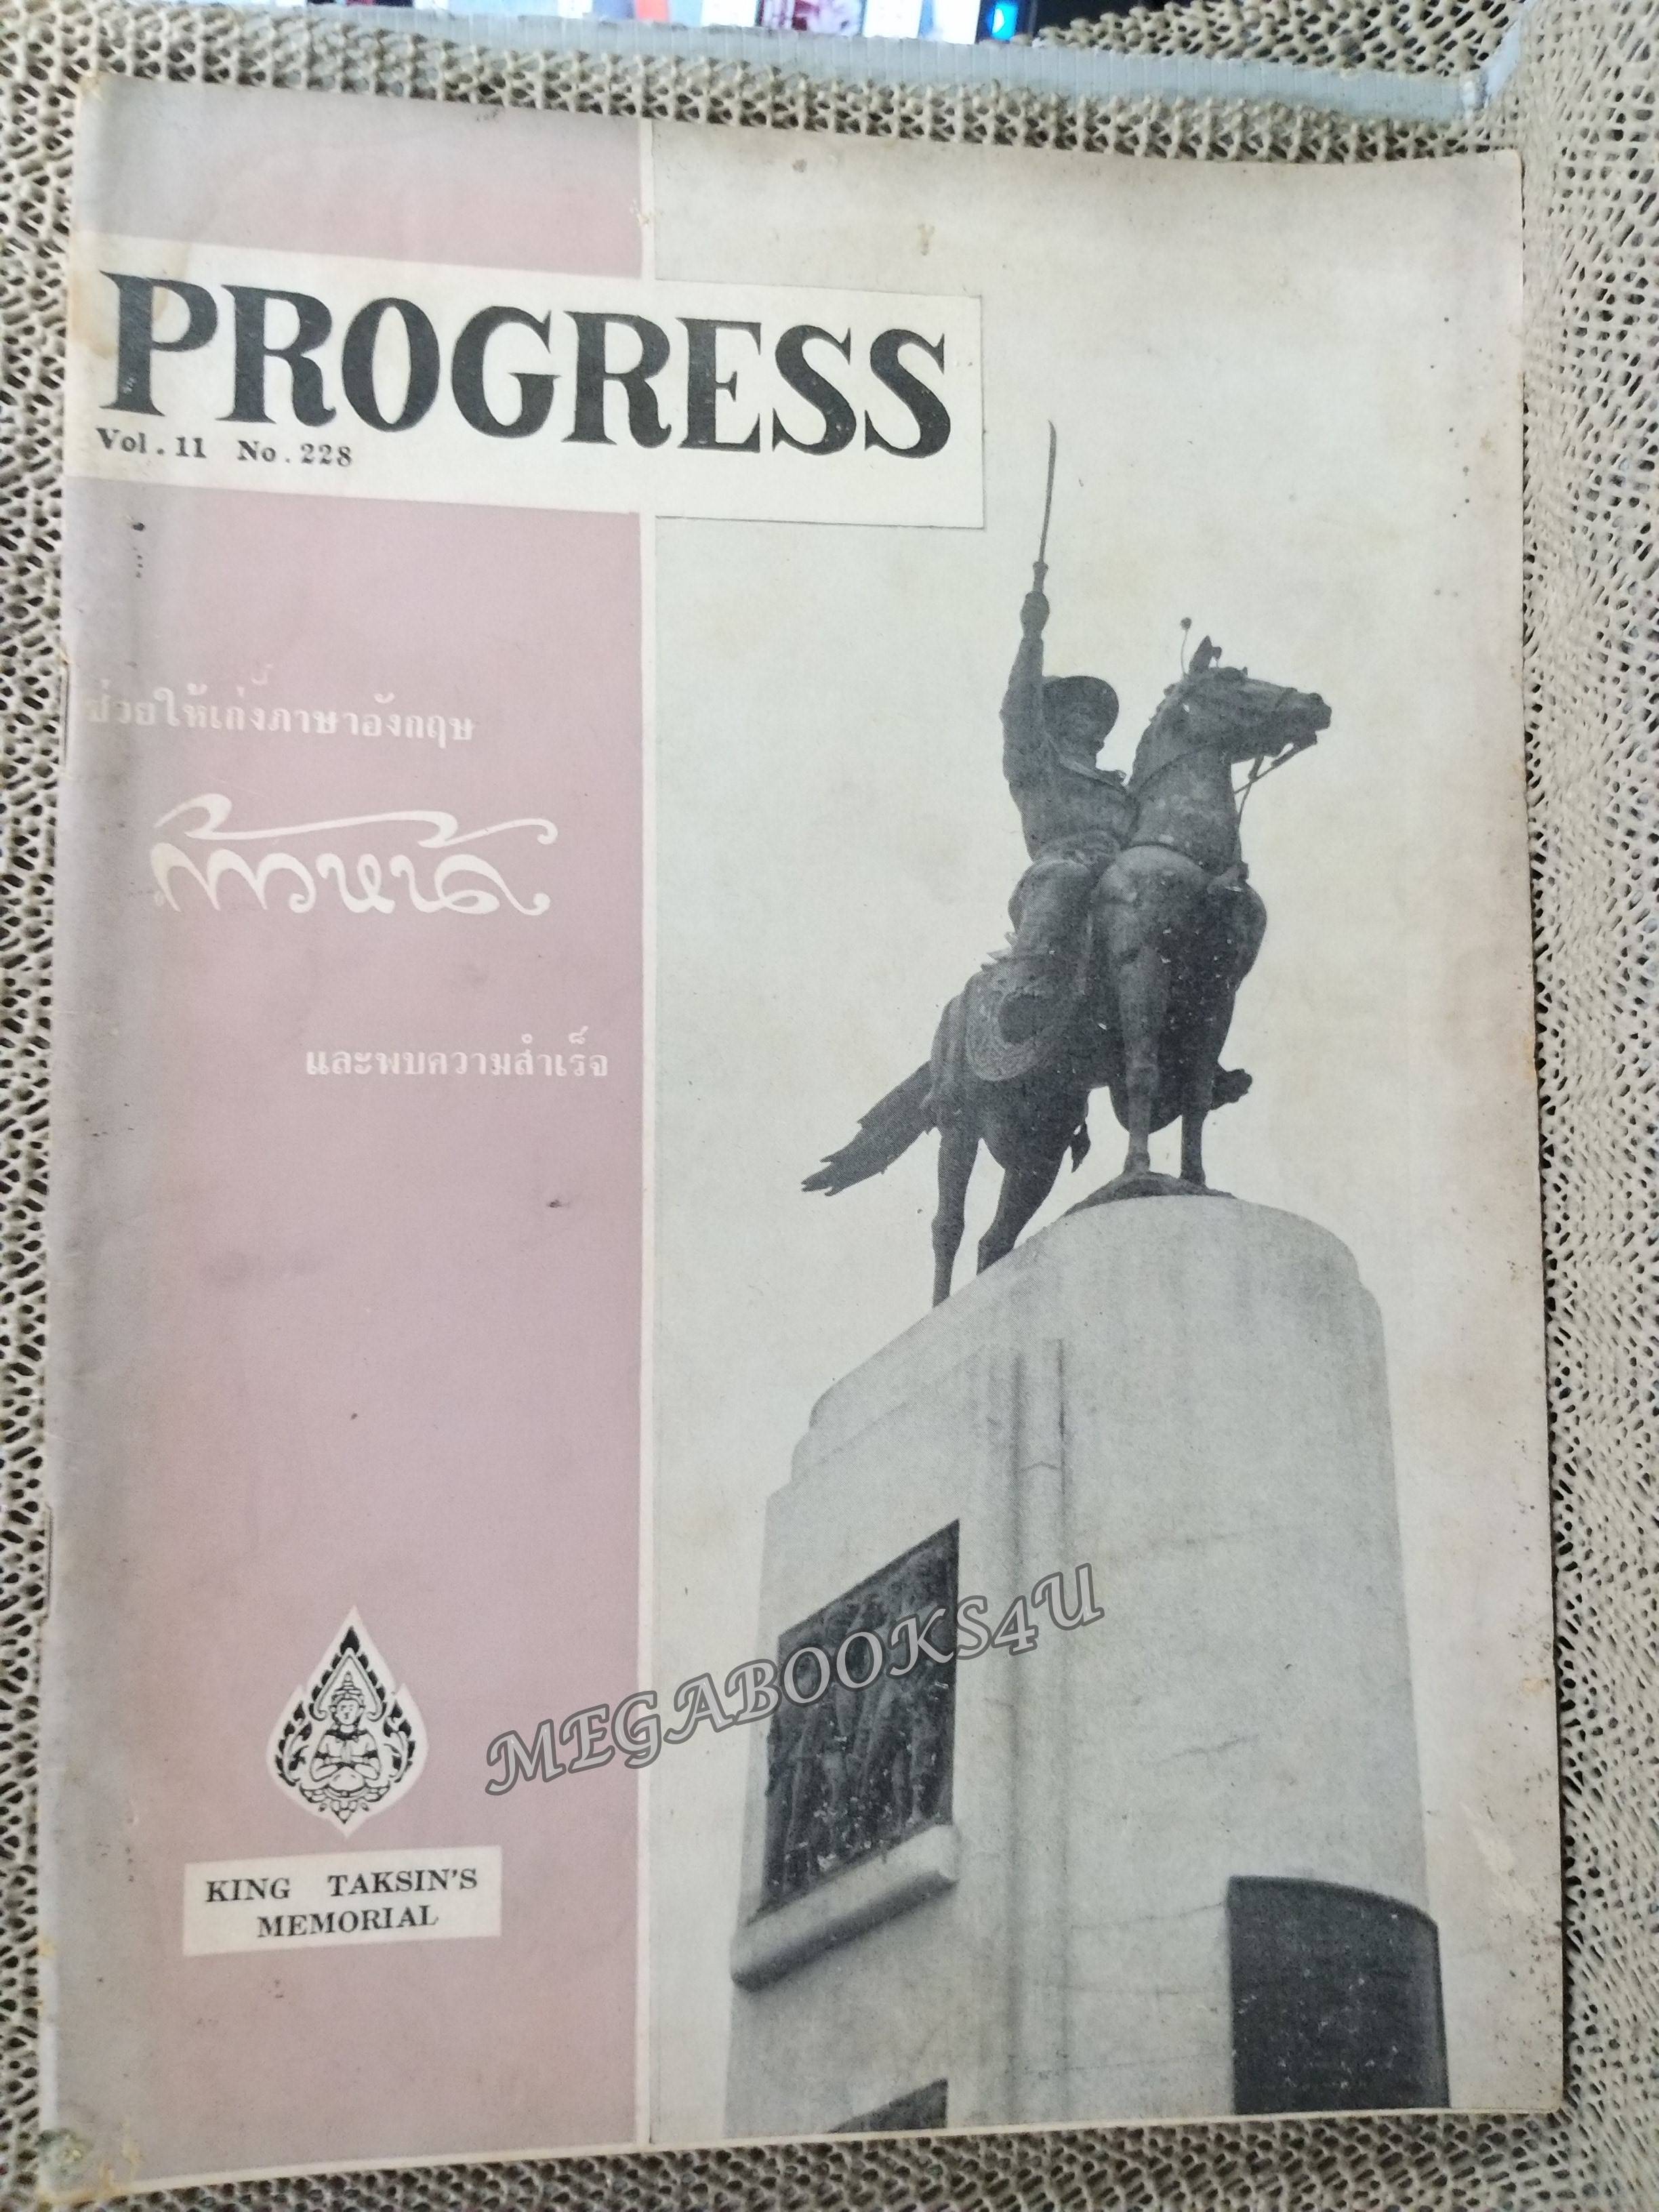 PROGRESS
Vol. 11 No. 228
ช่วยให้เก่งภาษาอังกฤษ
ก้าวหน้า
และพบความสำเร็จ
MEGABOOKS4U
KING TAKSIN'S
MEMORIAL